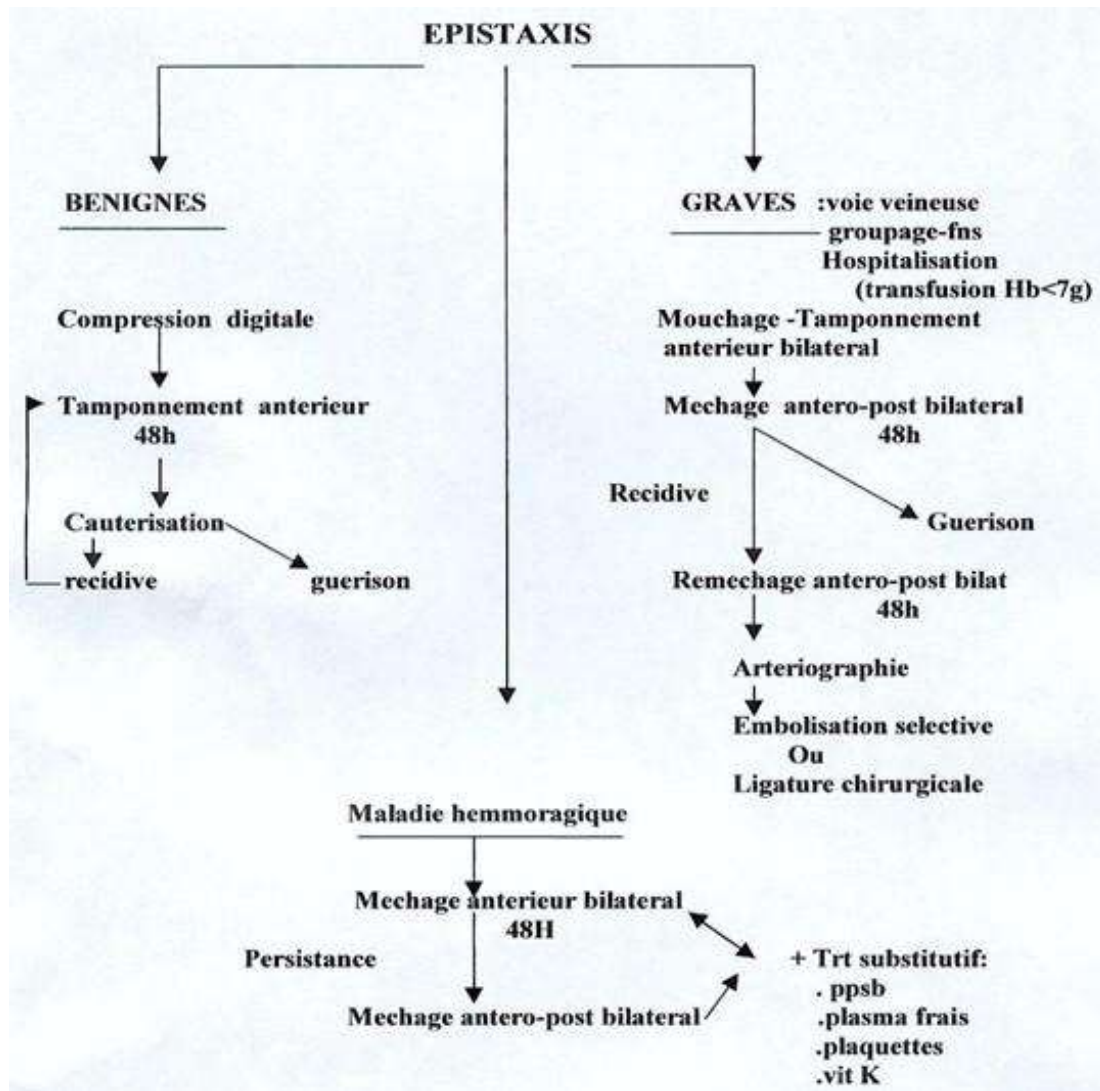 EPISTAXIS
BENIGNES
Compression digitale
Tamponnement anterieur
48h
Cauterisation
recidive
guerison
GRAVES :voie veineuse
groupage-fns
Hospitalisation
(transfusion Hb<7g)
Mouchage -Tamponnement
anterieur bilateral
Mechage antero-post bilateral
48h
Recidive
Guerison
Remechage antero-post bilat
48h
Arteriographie
Embolisation selective
Ou
Ligature chirurgicale
Maladie hemmoragique
Mechage anterieur bilateral
48H
Persistance
Mechage antero-post bilateral
+ Trt substitutif:
. ppsb
.plasma frais
.plaquettes
.vit K